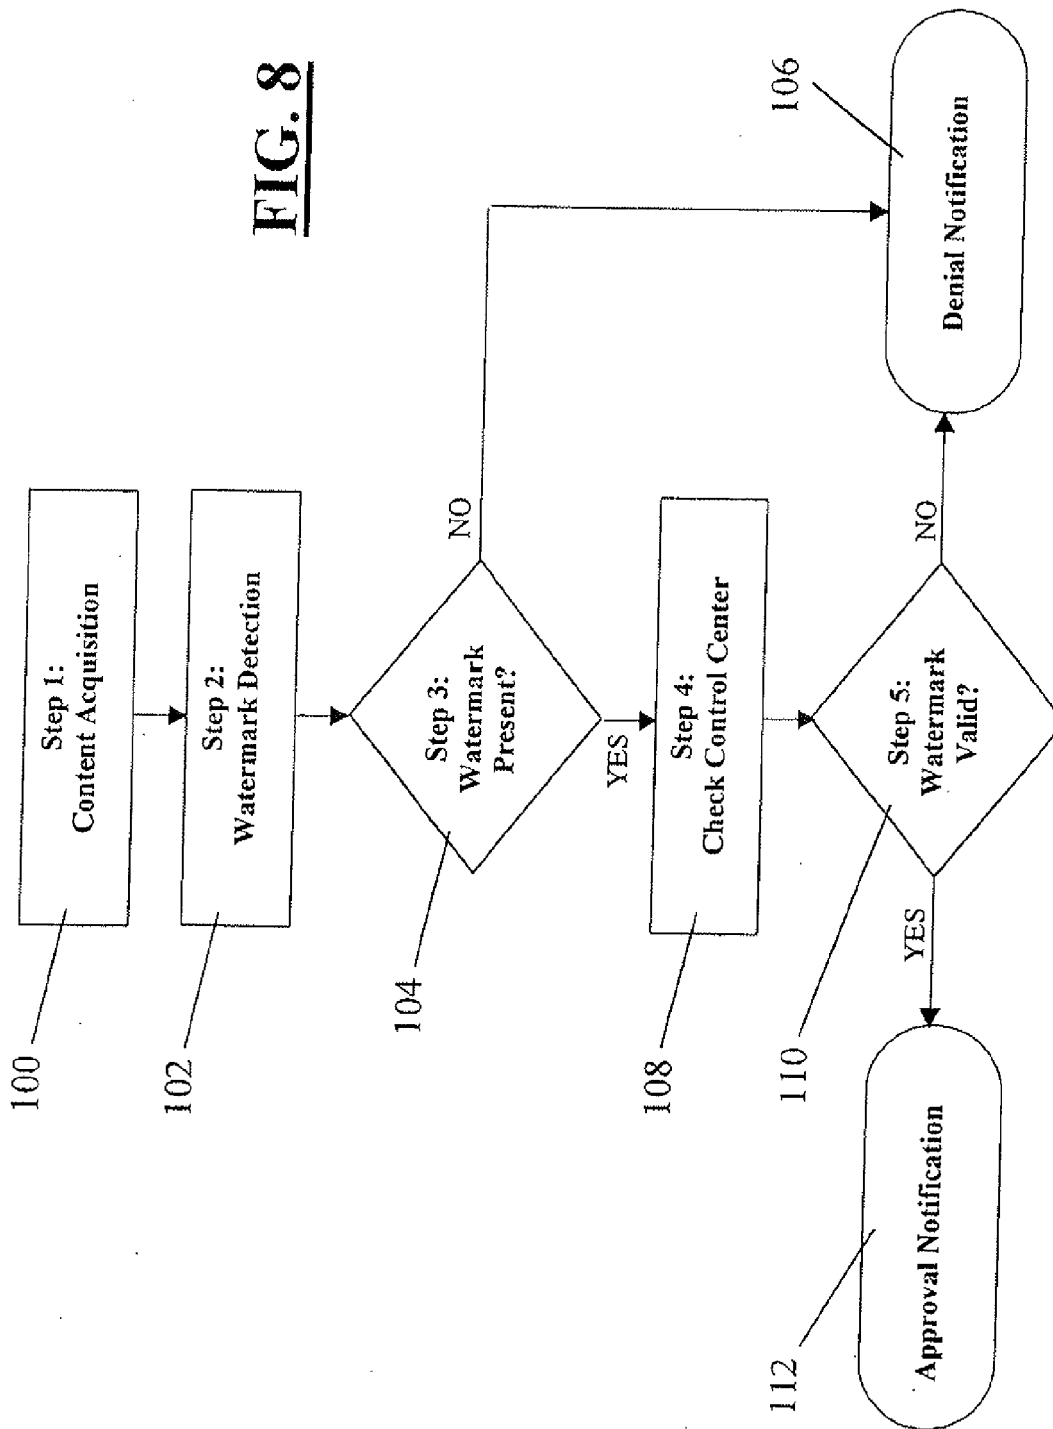 FIG. 8
100
Step 1:
Content Acquisition
102
Step 2:
Watermark Detection
104
Step 3:
Watermark
Present?
NO
YES
108
Step 4:
Check Control Center
110
Step 5:
Watermark
Valid?
YES
NO
112
Approval Notification
106
Denial Notification